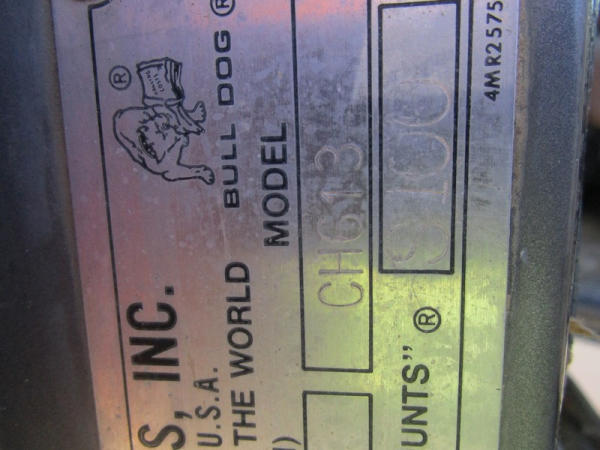 ®
S, INC.
U.S.A.
THE WORLD BULL DOG ®
MODEL
CH613
UNTS" ®
4MR2575